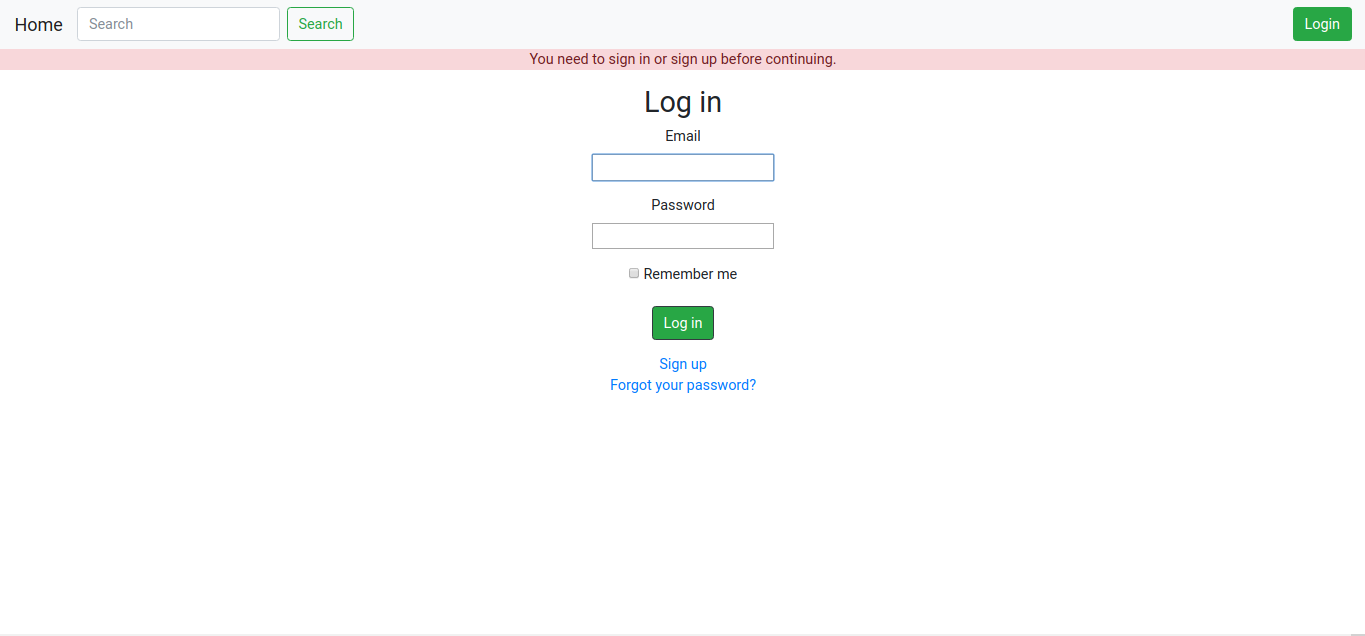 Home Search Search Login
You need to sign in or sign up before continuing.
Log in
Email
Password
Remember me
Log in
Sign up
Forgot your password?